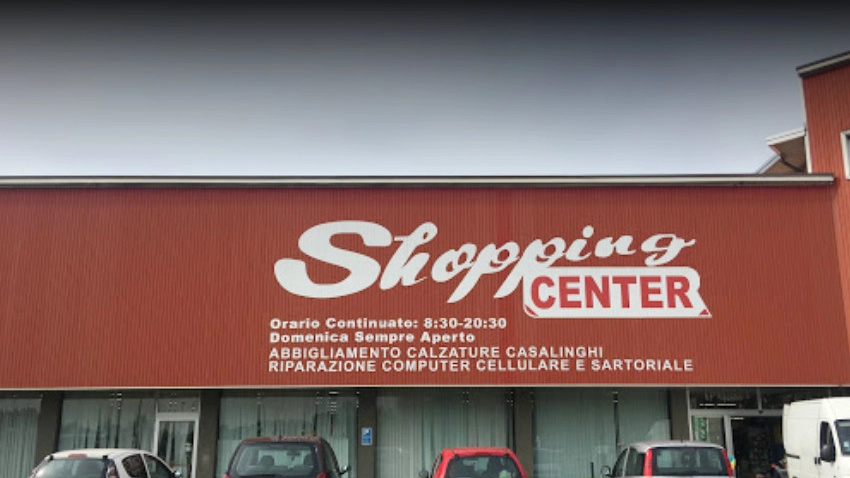 Shopping
CENTER
Orario Continuato: 8:30-20:30
Domenica Sempre Aperto
ABBIGLIAMENTO CALZATURE CASALINGHI
RIPARAZIONE COMPUTER CELLULARE E SARTORIALE